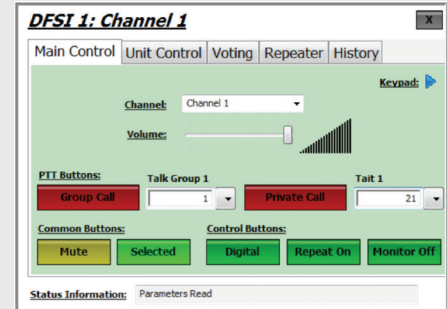 DFSI 1: Channel 1 X
Main Control Unit Control Voting Repeater History
Keypad:
Channel: Channel 1
Volume:
PTT Buttons: Talk Group 1 Tait 1
Group Call 1 Private Call 21
Common Buttons: Control Buttons:
Mute Selected Digital Repeat On Monitor Off
Status Information: Parameters Read